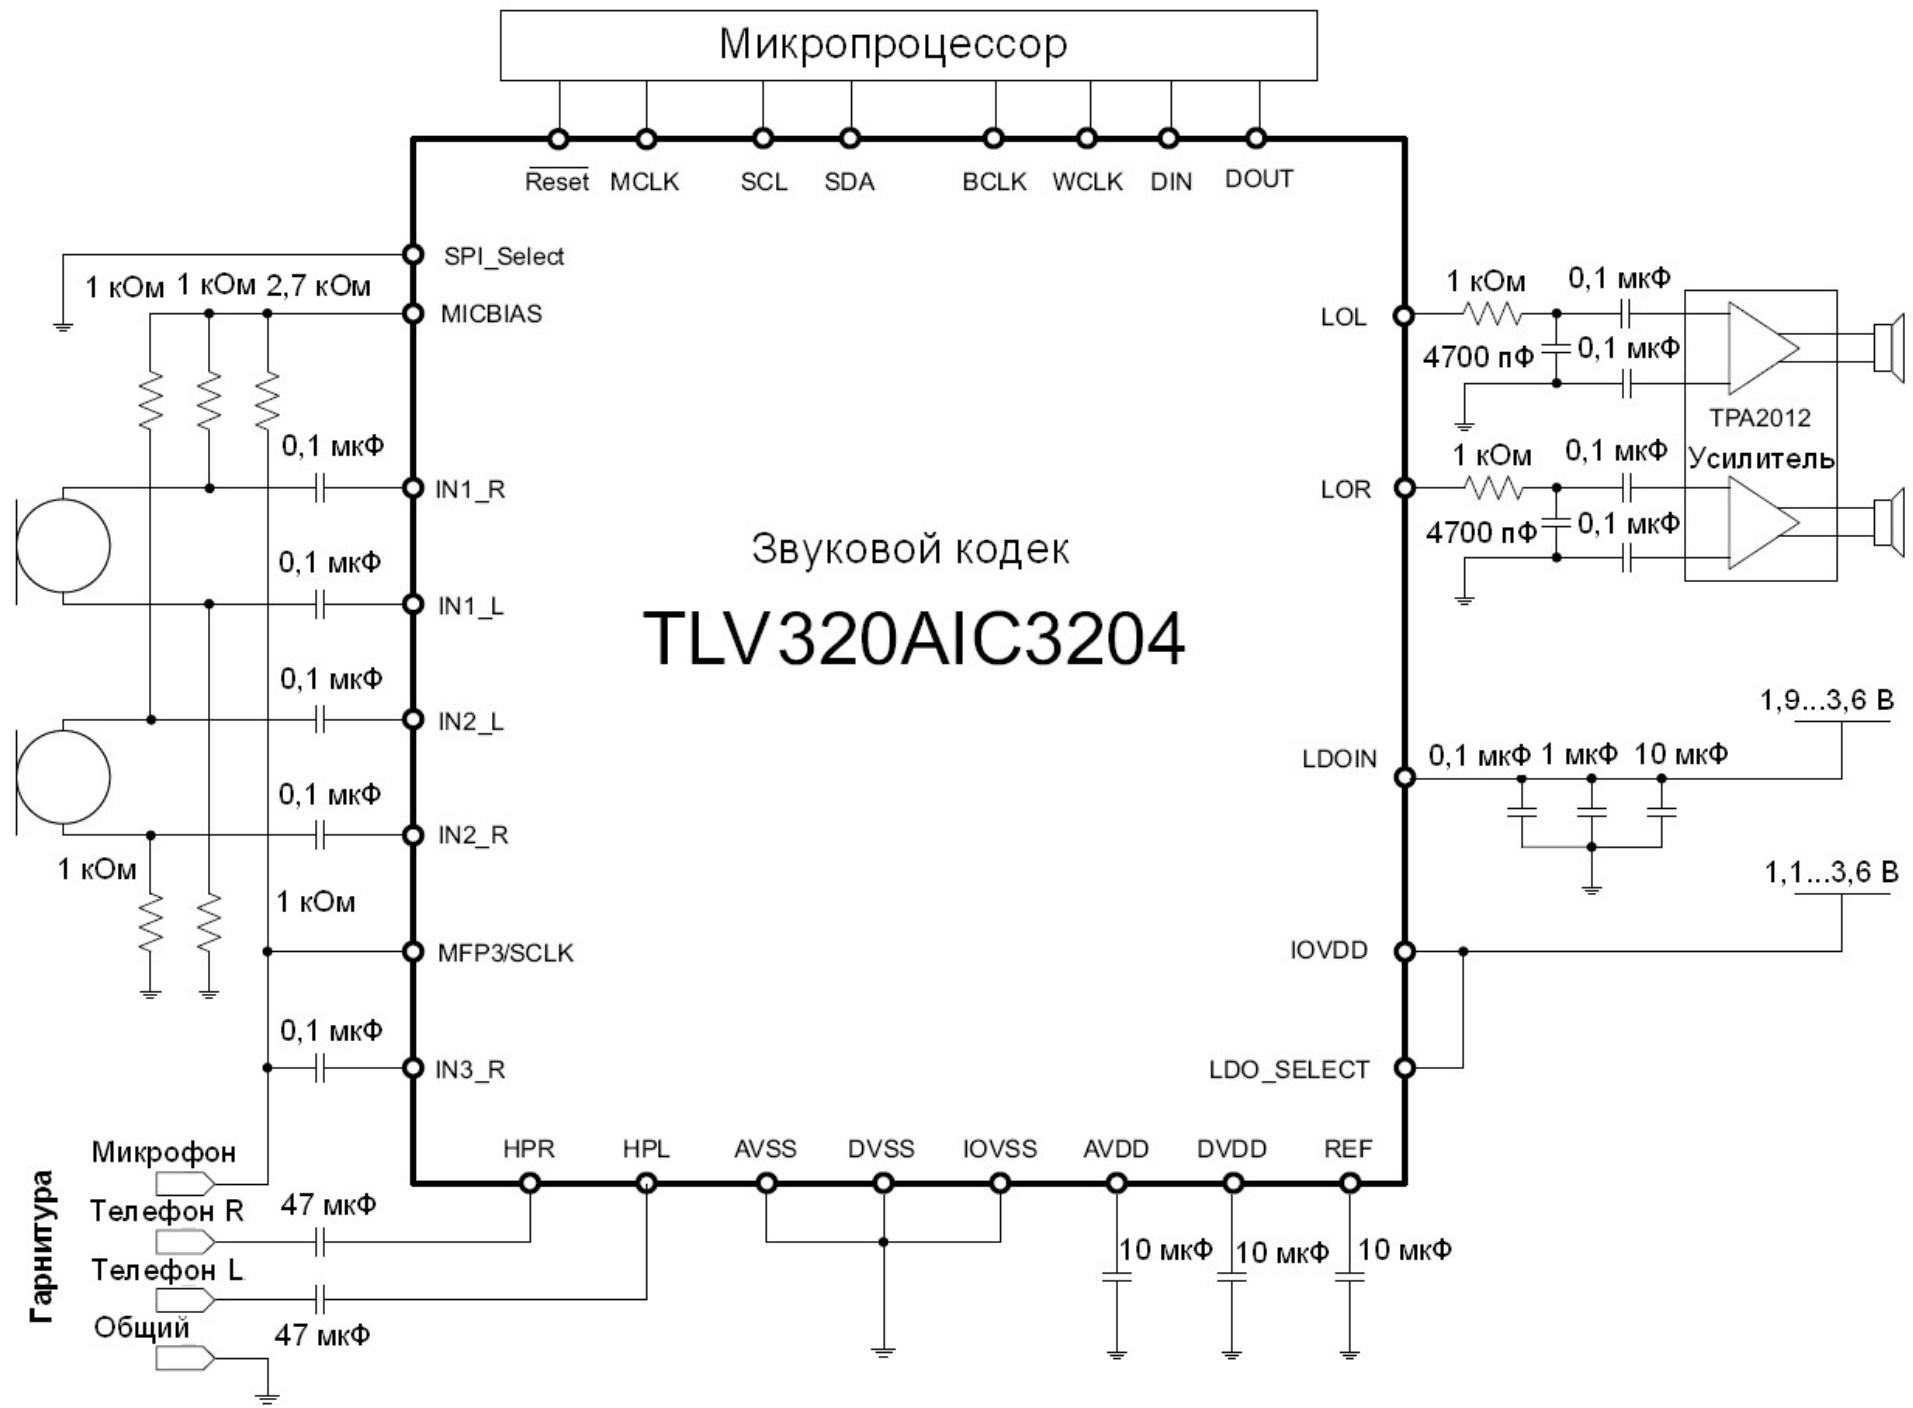 Микропроцессор
Reset MCLK SCL SDA BCLK WCLK DIN DOUT
SPI_Select
1 кОм 1 кОм 2,7 кОм
MICBIAS
0,1 мкФ
IN1_R
0,1 мкФ
IN1_L
0,1 мкФ
IN2_L
0,1 мкФ
IN2_R
1 кОм
1 кОм
MFP3/SCLK
0,1 мкФ
IN3_R
Звуковой кодек
TLV320AIC3204
LOL
1 кОм 0,1 мкФ
4700 пФ 0,1 мкФ
TPA2012
Усилитель
LOR
1 кОм 0,1 мкФ
4700 пФ 0,1 мкФ
1,9...3,6 В
LDOIN
0,1 мкФ 1 мкФ 10 мкФ
1,1...3,6 В
IOVDD
LDO_SELECT
HPR HPL AVSS DVSS IOVSS AVDD DVDD REF
10 мкФ 10 мкФ 10 мкФ
Гарнитура
Микрофон
Телефон R
47 мкФ
Телефон L
47 мкФ
Общий